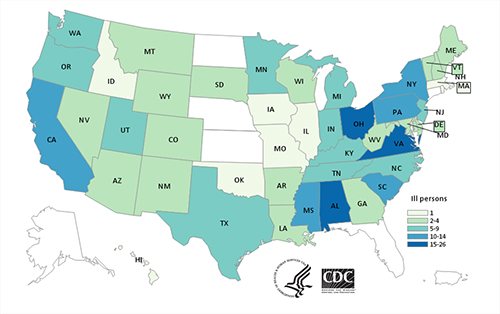 WA
OR
CA
NV
ID
MT
WY
UT
AZ
CO
NM
SD
OK
TX
MN
IA
MO
AR
LA
WI
IL
MI
IN
OH
KY
TN
MS
AL
GA
SC
NC
VA
WV
PA
NY
ME
VT
NH
MA
NJ
DE
MD
HI
Ill persons
1
2-4
5-9
10-14
15-26
CDC